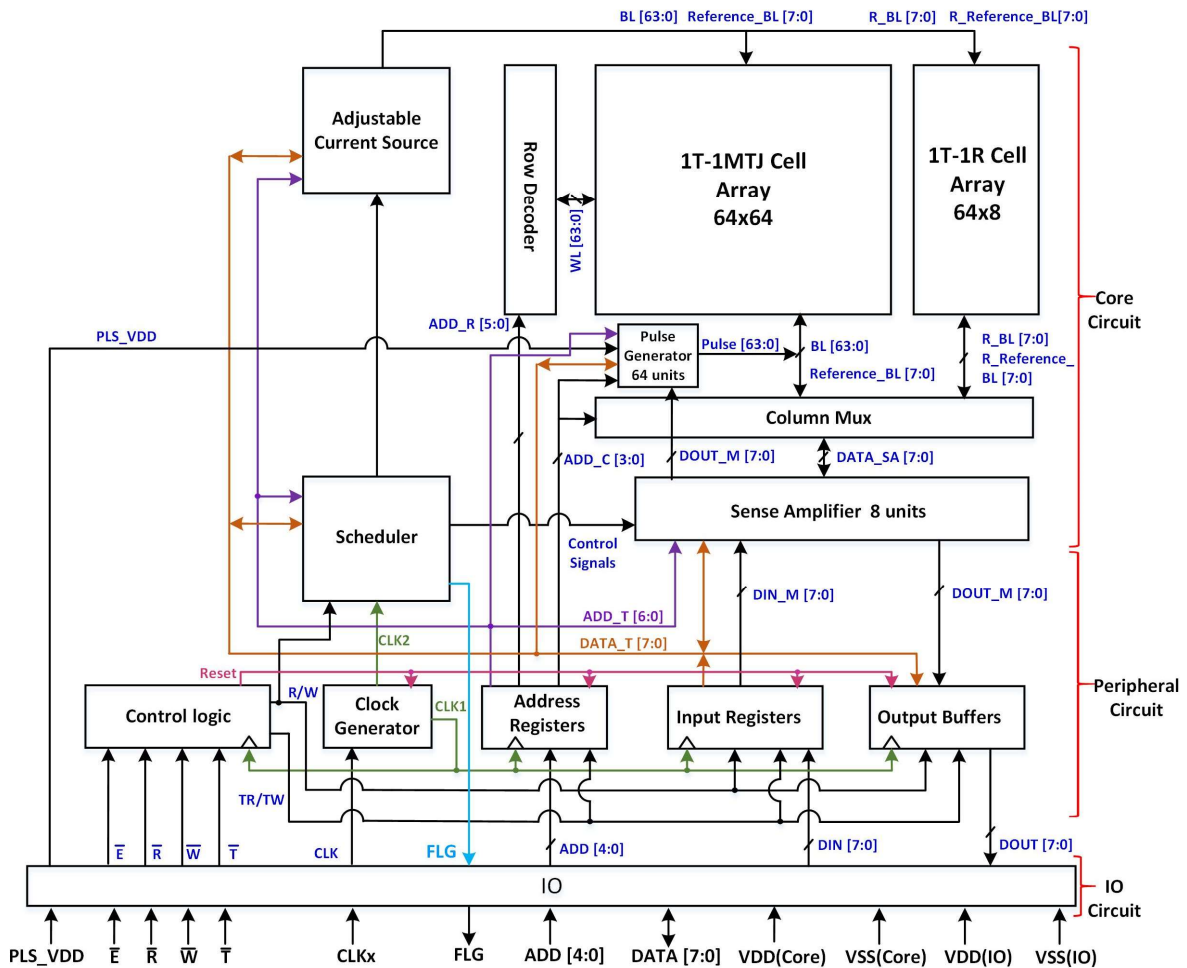 BL [63:0] Reference_BL [7:0] R_BL [7:0] R_Reference_BL[7:0]
Adjustable
Current Source
Row Decoder
WL [63:0]
1T-1MTJ Cell
Array
64x64
1T-1R Cell
Array
64x8
Core
Circuit
PLS_VDD
ADD_R [5:0]
Pulse
Generator
64 units
Pulse [63:0]
BL [63:0]
Reference_BL [7:0]
R_BL [7:0]
R_Reference_
BL [7:0]
Column Mux
ADD_C [3:0]
DOUT_M [7:0]
DATA_SA [7:0]
Scheduler
Control
Signals
Sense Amplifier 8 units
DIN_M [7:0]
DOUT_M [7:0]
ADD_T [6:0]
CLK2
DATA_T [7:0]
Reset
R/W
Control logic
Clock
Generator
CLK1
Address
Registers
Input Registers
Output Buffers
Peripheral
Circuit
TR/TW
E̅ R̅ W̅ T̅
CLK
FLG
ADD [4:0]
DIN [7:0]
DOUT [7:0]
IO
IO
Circuit
PLS_VDD E̅ R̅ W̅ T̅ CLKx FLG ADD [4:0] DATA [7:0] VDD(Core) VSS(Core) VDD(IO) VSS(IO)